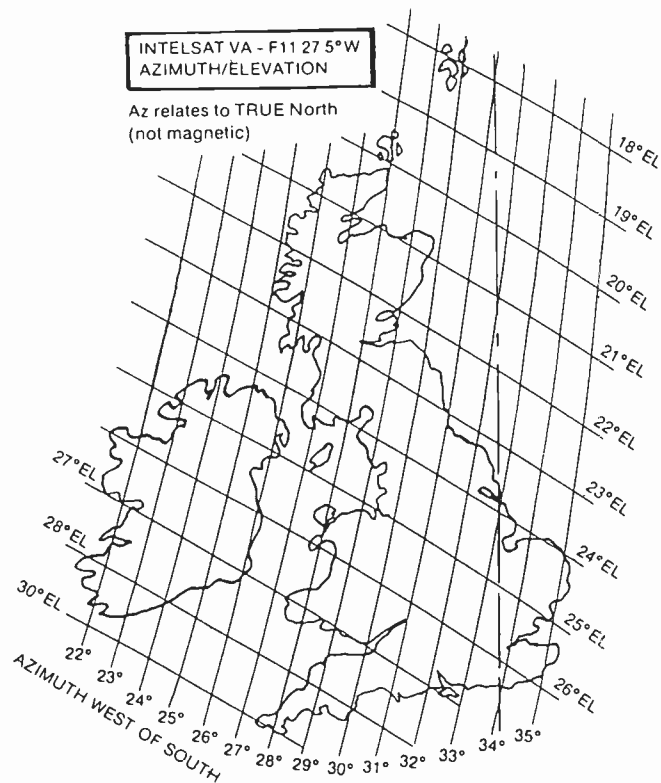 INTELSAT VA - F11 27 5°W
AZIMUTH/ELEVATION
Az relates to TRUE North
(not magnetic)
18°EL
19°EL
20°EL
21°EL
22°EL
23°EL
24°EL
25°EL
26°EL
27°EL
28°EL
30°EL
22°
23°
24°
25°
26°
27°
28°
29°
30°
31°
32°
33°
34°
35°
AZIMUTH WEST OF SOUTH